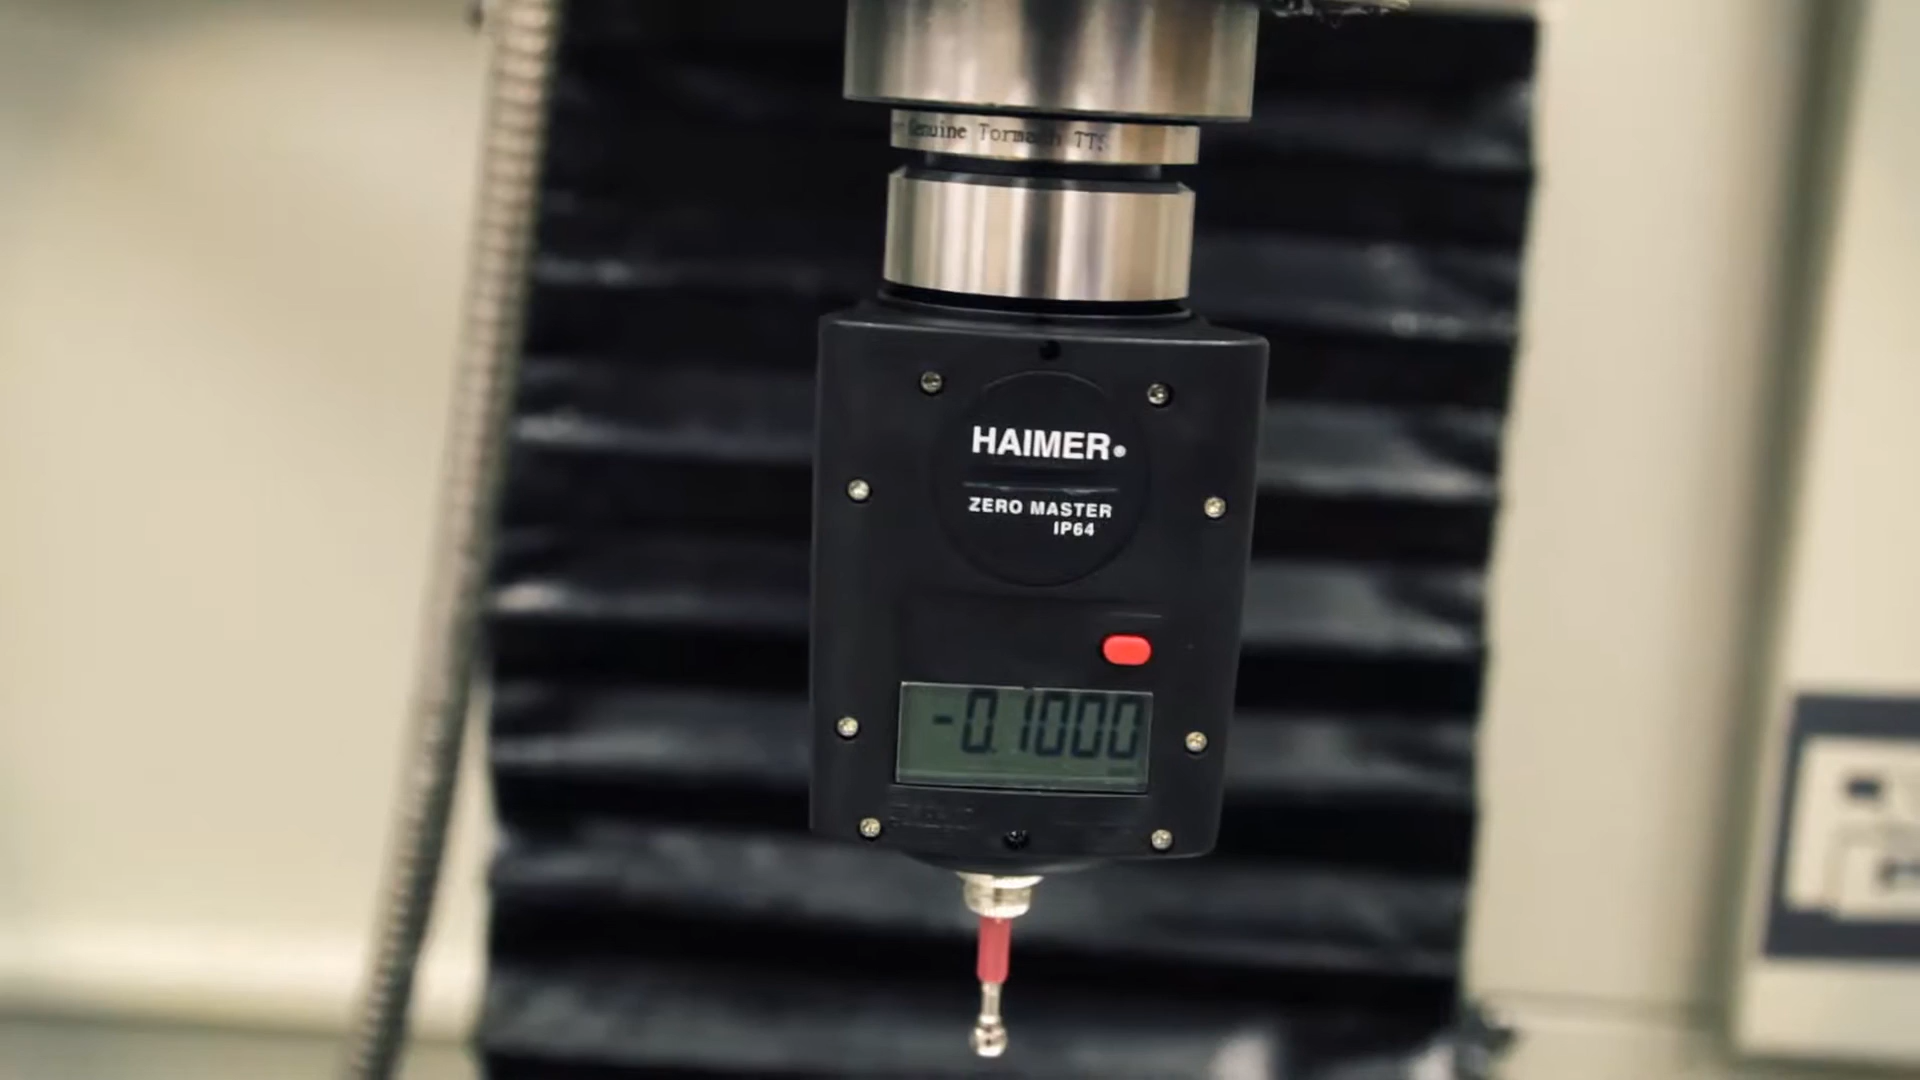 Genuine Tormach TTS
HAIMER®
ZERO MASTER
IP64
-0.1000